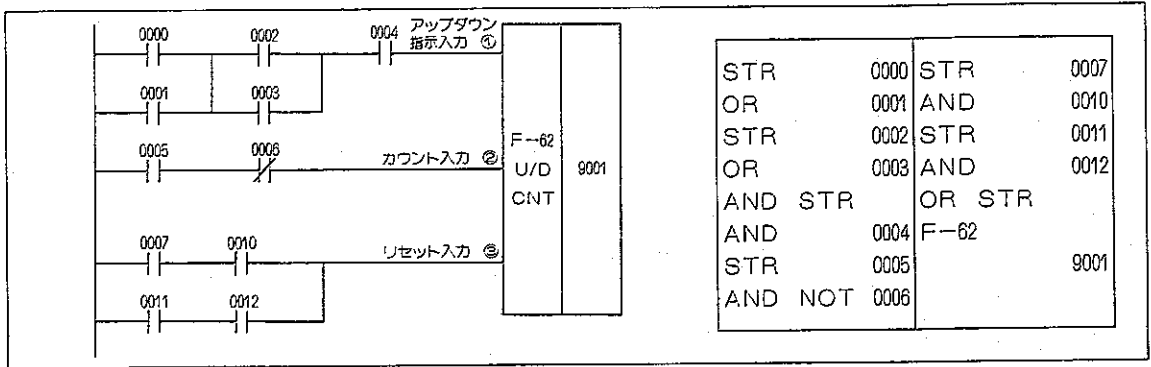 0000 0002 0004 アップダウン
指示入力 ①
0001 0003
0005 0006 カウント入力 ②
0007 0010 リセット入力 ③
0011 0012
F-62
U/D
CNT
9001
STR 0000 STR 0007
OR 0001 AND 0010
STR 0002 STR 0011
OR 0003 AND 0012
AND STR OR STR
AND 0004 F-62
STR 0005 9001
AND NOT 0006